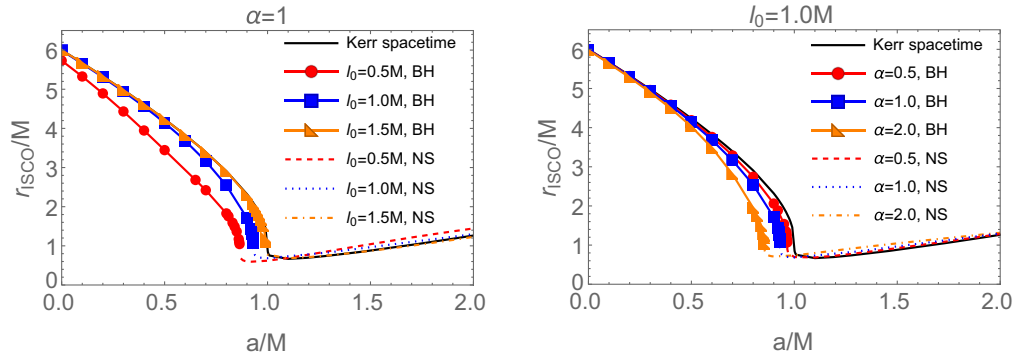 α=1
Kerr spacetime
l₀=0.5M, BH
l₀=1.0M, BH
l₀=1.5M, BH
l₀=0.5M, NS
l₀=1.0M, NS
l₀=1.5M, NS
r_ISCO/M
6
5
4
3
2
1
0
0.0 0.5 1.0 1.5 2.0
a/M
l₀=1.0M
Kerr spacetime
α=0.5, BH
α=1.0, BH
α=2.0, BH
α=0.5, NS
α=1.0, NS
α=2.0, NS
r_ISCO/M
6
5
4
3
2
1
0
0.0 0.5 1.0 1.5 2.0
a/M